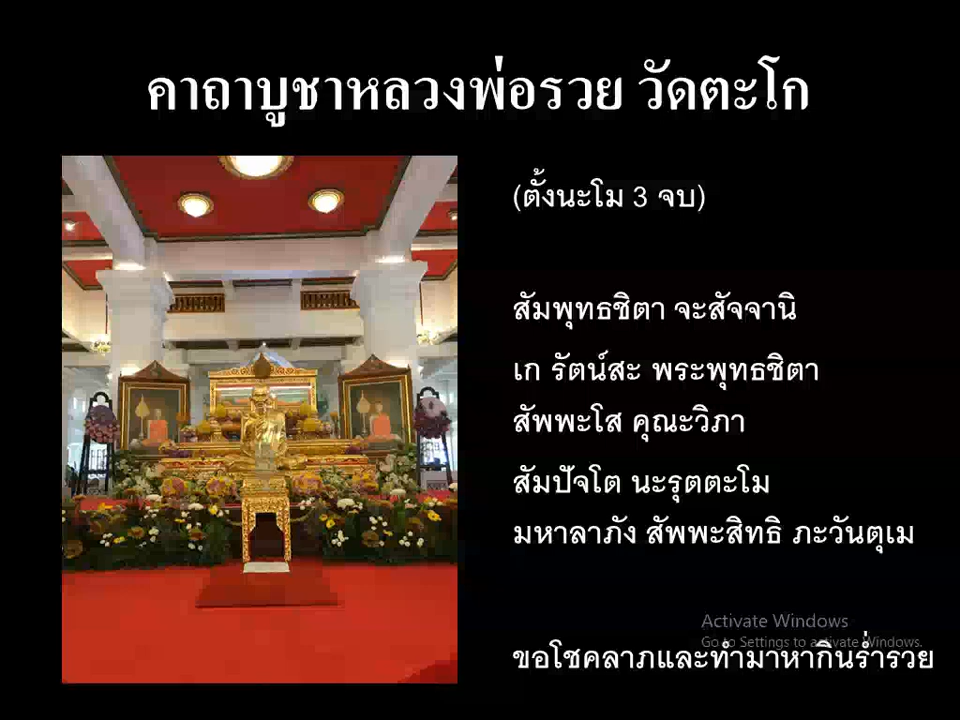 คาถาบูชาหลวงพ่อรวย วัดตะโก
(ตั้งนะโม 3 จบ)
สัมพุทธชิตา จะสัจจานิ
เก รัตน์สะ พระพุทธชิตา
สัพพะโส คุณะวิภา
สัมปัจโต นะรุตตะโม
มหาลาภัง สัพพะสิทธิ ภะวันตุเม
Activate Windows
Go to Settings to activate Windows.
ขอโชคลาภและทำมาหากินร่ำรวย